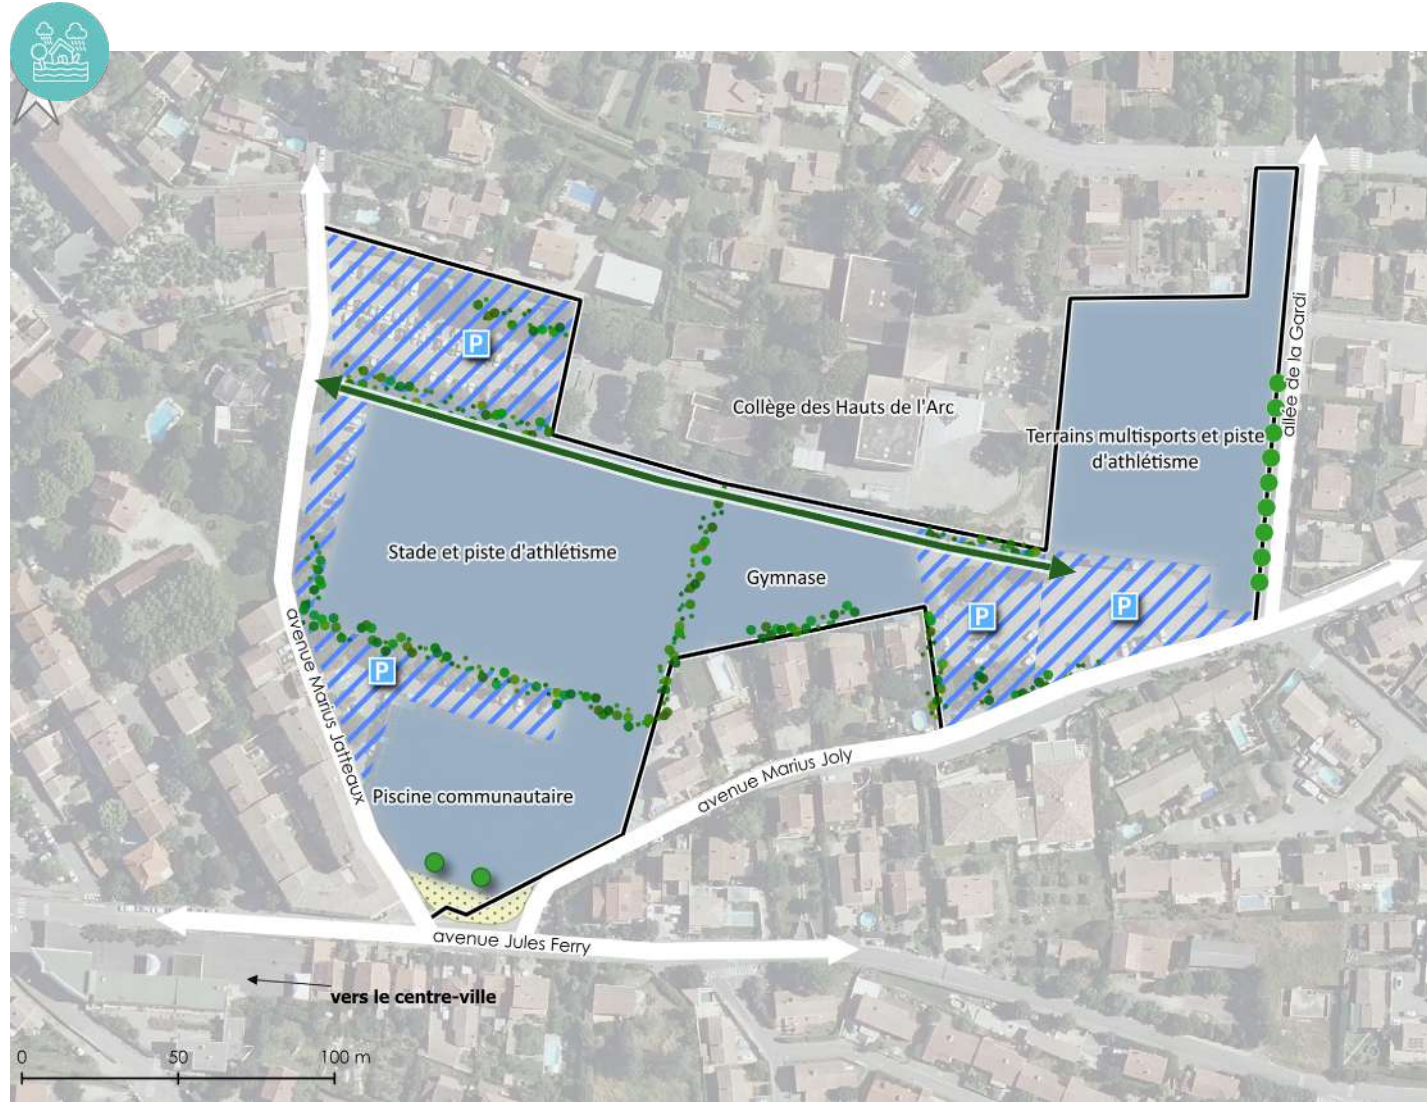 allée de la Gardi
P
Collège des Hauts de l'Arc
Terrains multisports et piste
d'athlétisme
Stade et piste d'athlétisme
Gymnase
P
P
P
avenue Marius Jatteaux
avenue Marius Joly
Piscine communautaire
avenue Jules Ferry
vers le centre-ville
0 50 100 m